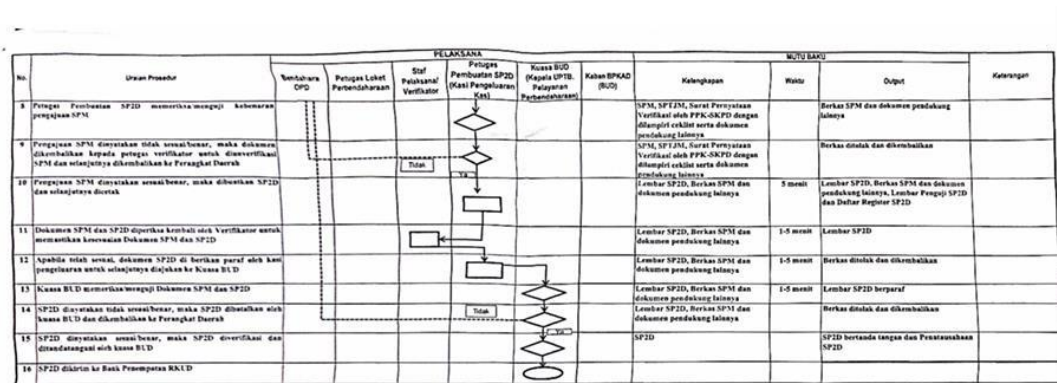 PELAKSANA
MUTU BAKU
No.
Uraian Prosedur
Bendahara
OPD
Petugas Loket
Perbendaharaan
Staf
Pelaksana/
Verifikator
Petugas
Pembuatan SP2D
(Kasi Pengeluaran
Kas)
Kuasa BUD
(Kepala UPTB.
Pelayanan
Perbendaharaan)
Kaban BPKAD
(BUD)
Kelengkapan
Waktu
Output
Keterangan
8 Petugas Pembuatan SP2D memeriksa/menguji kebenaran
pengajuan SPM
SPM, SPTJM, Surat Pernyataan
Verifikasi oleh PPK-SKPD dengan
dilampiri ceklist serta dokumen
pendukung lainnya
Berkas SPM dan dokumen pendukung
lainnya
9 Pengajuan SPM dinyatakan tidak sesuai/benar, maka dokumen
dikembalikan kepada petugas verifikator untuk diunverifikasi
SPM dan selanjutnya dikembalikan ke Perangkat Daerah
Tidak
Ya
SPM, SPTJM, Surat Pernyataan
Verifikasi oleh PPK-SKPD dengan
dilampiri ceklist serta dokumen
pendukung lainnya
Berkas ditolak dan dikembalikan
10 Pengajuan SPM dinyatakan sesuai/benar, maka dibuatkan SP2D
dan selanjutnya dicetak
Lembar SP2D, Berkas SPM dan
dokumen pendukung lainnya
5 menit
Lembar SP2D, Berkas SPM dan dokumen
pendukung lainnya, Lembar Penguji SP2D
dan Daftar Register SP2D
11 Dokumen SPM dan SP2D diperiksa kembali oleh Verifikator untuk
memastikan kesesuaian Dokumen SPM dan SP2D
Lembar SP2D, Berkas SPM dan
dokumen pendukung lainnya
1-5 menit
Lembar SP2D
12 Apabila telah sesuai, dokumen SP2D di berikan paraf oleh kasi
pengeluaran untuk selanjutnya diajukan ke Kuasa BUD
Lembar SP2D, Berkas SPM dan
dokumen pendukung lainnya
1-5 menit
Berkas ditolak dan dikembalikan
13 Kuasa BUD memeriksa/menguji Dokumen SPM dan SP2D
Lembar SP2D, Berkas SPM dan
dokumen pendukung lainnya
1-5 menit
Lembar SP2D berparaf
14 SP2D dinyatakan tidak sesuai/benar, maka SP2D dibatalkan oleh
kuasa BUD dan dikembalikan ke Perangkat Daerah
Tidak
Ya
Lembar SP2D, Berkas SPM dan
dokumen pendukung lainnya
Berkas ditolak dan dikembalikan
15 SP2D dinyatakan sesuai/benar, maka SP2D diverifikasi dan
ditandatangani oleh kuasa BUD
SP2D
SP2D bertanda tangan dan Penatausahaan
SP2D
16 SP2D dikirim ke Bank Penempatan RKUD